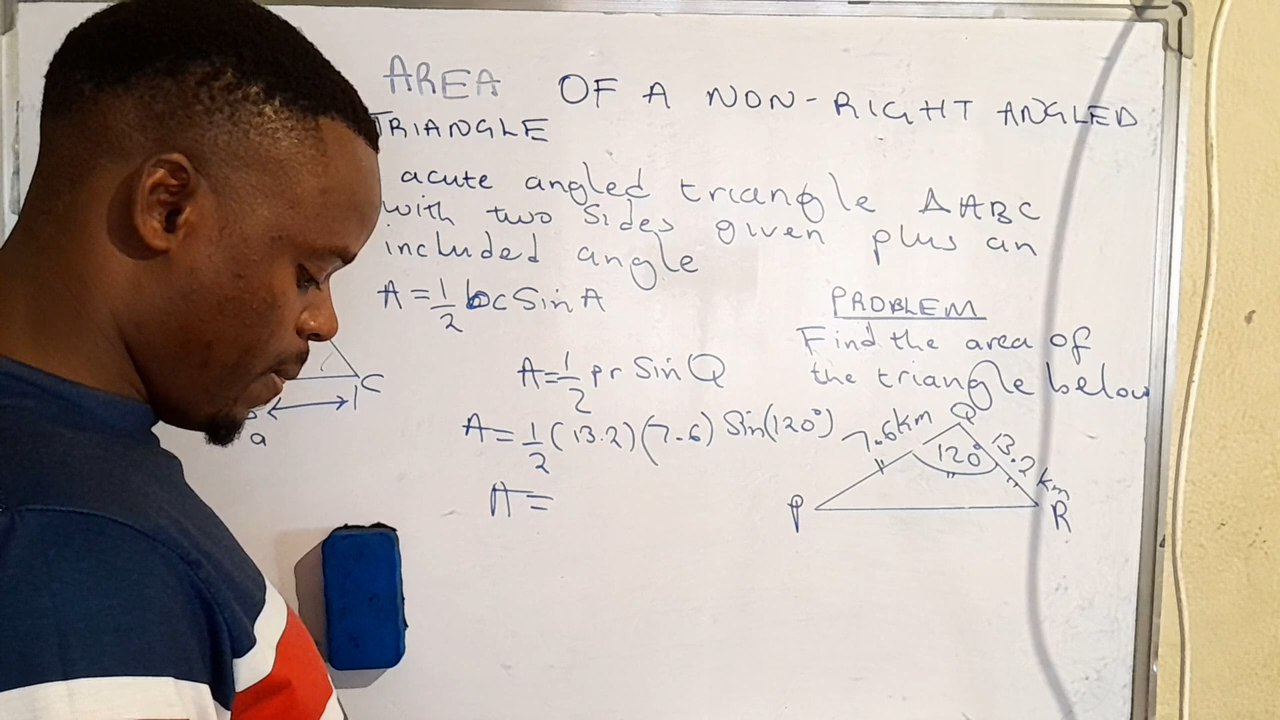 AREA OF A NON-RIGHT ANGLED
TRIANGLE
acute angled triangle ΔABC
with two sides given plus an
included angle
A=1/2 bc Sin A
PROBLEM
Find the area of
the triangle below
A=1/2 pr Sin Q
A=1/2 (13.2)(7.6) Sin(120°)
A=
C
a
Q
7.6km
120°
13.2 km
P
R